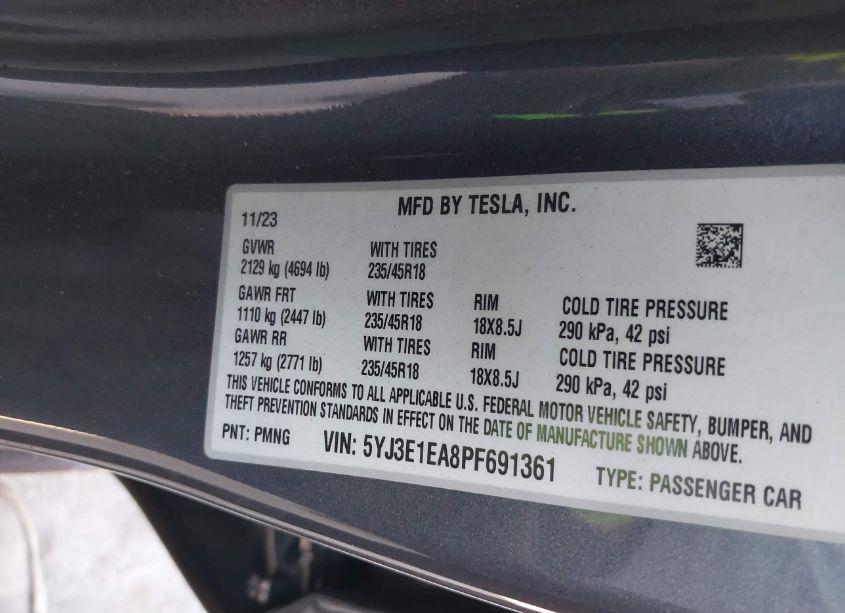 MFD BY TESLA, INC.
11/23
GVWR WITH TIRES
2129 kg (4694 lb) 235/45R18
GAWR FRT WITH TIRES RIM COLD TIRE PRESSURE
1110 kg (2447 lb) 235/45R18 18X8.5J 290 kPa, 42 psi
GAWR RR WITH TIRES RIM COLD TIRE PRESSURE
1257 kg (2771 lb) 235/45R18 18X8.5J 290 kPa, 42 psi
THIS VEHICLE CONFORMS TO ALL APPLICABLE U.S. FEDERAL MOTOR VEHICLE SAFETY, BUMPER, AND
THEFT PREVENTION STANDARDS IN EFFECT ON THE DATE OF MANUFACTURE SHOWN ABOVE.
PNT: PMNG VIN: 5YJ3E1EA8PF691361 TYPE: PASSENGER CAR